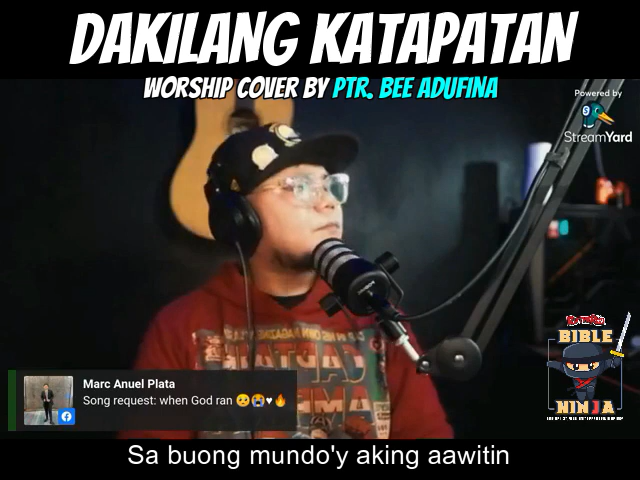 DAKILANG KATAPATAN
WORSHIP COVER BY PTR. BEE ADUFINA
Powered by
StreamYard
Marc Anuel Plata
Song request: when God ran 🥺😭♥️🔥
BIBLE
NINJA
Sa buong mundo'y aking aawitin